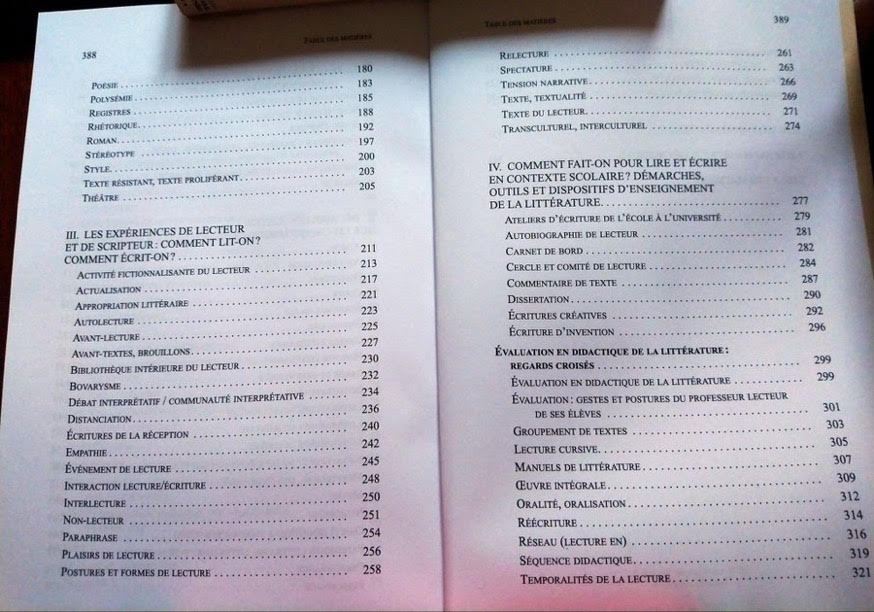 388
TABLE DES MATIÈRES
POÉSIE 180
POLYSÉMIE 183
REGISTRES 185
RHÉTORIQUE 188
ROMAN 192
STÉRÉOTYPE 197
STYLE 200
TEXTE RÉSISTANT, TEXTE PROLIFÉRANT 203
THÉÂTRE 205
III. LES EXPÉRIENCES DE LECTEUR
ET DE SCRIPTEUR : COMMENT LIT-ON ?
COMMENT ÉCRIT-ON ? 211
ACTIVITÉ FICTIONNALISANTE DU LECTEUR 213
ACTUALISATION 217
APPROPRIATION LITTÉRAIRE 221
AUTOLECTURE 223
AVANT-LECTURE 225
AVANT-TEXTES, BROUILLONS 227
BIBLIOTHÈQUE INTÉRIEURE DU LECTEUR 230
BOVARYSME 232
DÉBAT INTERPRÉTATIF / COMMUNAUTÉ INTERPRÉTATIVE 234
DISTANCIATION 236
ÉCRITURES DE LA RÉCEPTION 240
EMPATHIE 242
ÉVÉNEMENT DE LECTURE 245
INTERACTION LECTURE/ÉCRITURE 248
INTERLECTURE 250
NON-LECTEUR 251
PARAPHRASE 254
PLAISIRS DE LECTURE 256
POSTURES ET FORMES DE LECTURE 258
TABLE DES MATIÈRES
389
RELECTURE 261
SPECTATURE 263
TENSION NARRATIVE 266
TEXTE, TEXTUALITÉ 269
TEXTE DU LECTEUR 271
TRANSCULTUREL, INTERCULTUREL 274
IV. COMMENT FAIT-ON POUR LIRE ET ÉCRIRE
EN CONTEXTE SCOLAIRE ? DÉMARCHES,
OUTILS ET DISPOSITIFS D'ENSEIGNEMENT
DE LA LITTÉRATURE 277
ATELIERS D'ÉCRITURE DE L'ÉCOLE À L'UNIVERSITÉ 279
AUTOBIOGRAPHIE DE LECTEUR 281
CARNET DE BORD 282
CERCLE ET COMITÉ DE LECTURE 284
COMMENTAIRE DE TEXTE 287
DISSERTATION 290
ÉCRITURES CRÉATIVES 292
ÉCRITURE D'INVENTION 296
ÉVALUATION EN DIDACTIQUE DE LA LITTÉRATURE :
REGARDS CROISÉS 299
ÉVALUATION EN DIDACTIQUE DE LA LITTÉRATURE 299
ÉVALUATION : GESTES ET POSTURES DU PROFESSEUR LECTEUR
DE SES ÉLÈVES 301
GROUPEMENT DE TEXTES 303
LECTURE CURSIVE 305
MANUELS DE LITTÉRATURE 307
ŒUVRE INTÉGRALE 309
ORALITÉ, ORALISATION 312
RÉÉCRITURE 314
RÉSEAU (LECTURE EN) 316
SÉQUENCE DIDACTIQUE 319
TEMPORALITÉS DE LA LECTURE 321